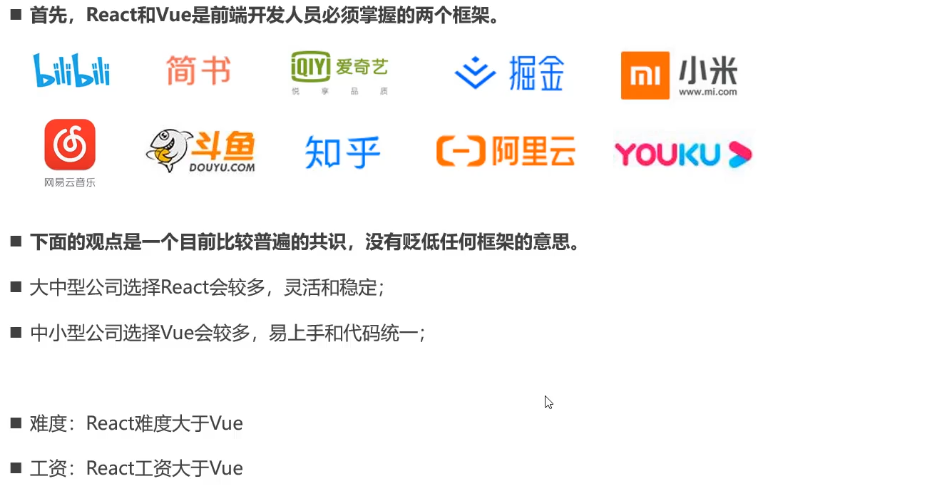 首先，React和Vue是前端开发人员必须掌握的两个框架。
bilibili 简书 iQIYI 爱奇艺 掘金 mi 小米
悦享品质 www.mi.com
斗鱼 知乎 阿里云 YOUKU
DOUYU.COM
网易云音乐
下面的观点是一个目前比较普遍的共识，没有贬低任何框架的意思。
大中型公司选择React会较多，灵活和稳定；
中小型公司选择Vue会较多，易上手和代码统一；
难度：React难度大于Vue
工资：React工资大于Vue